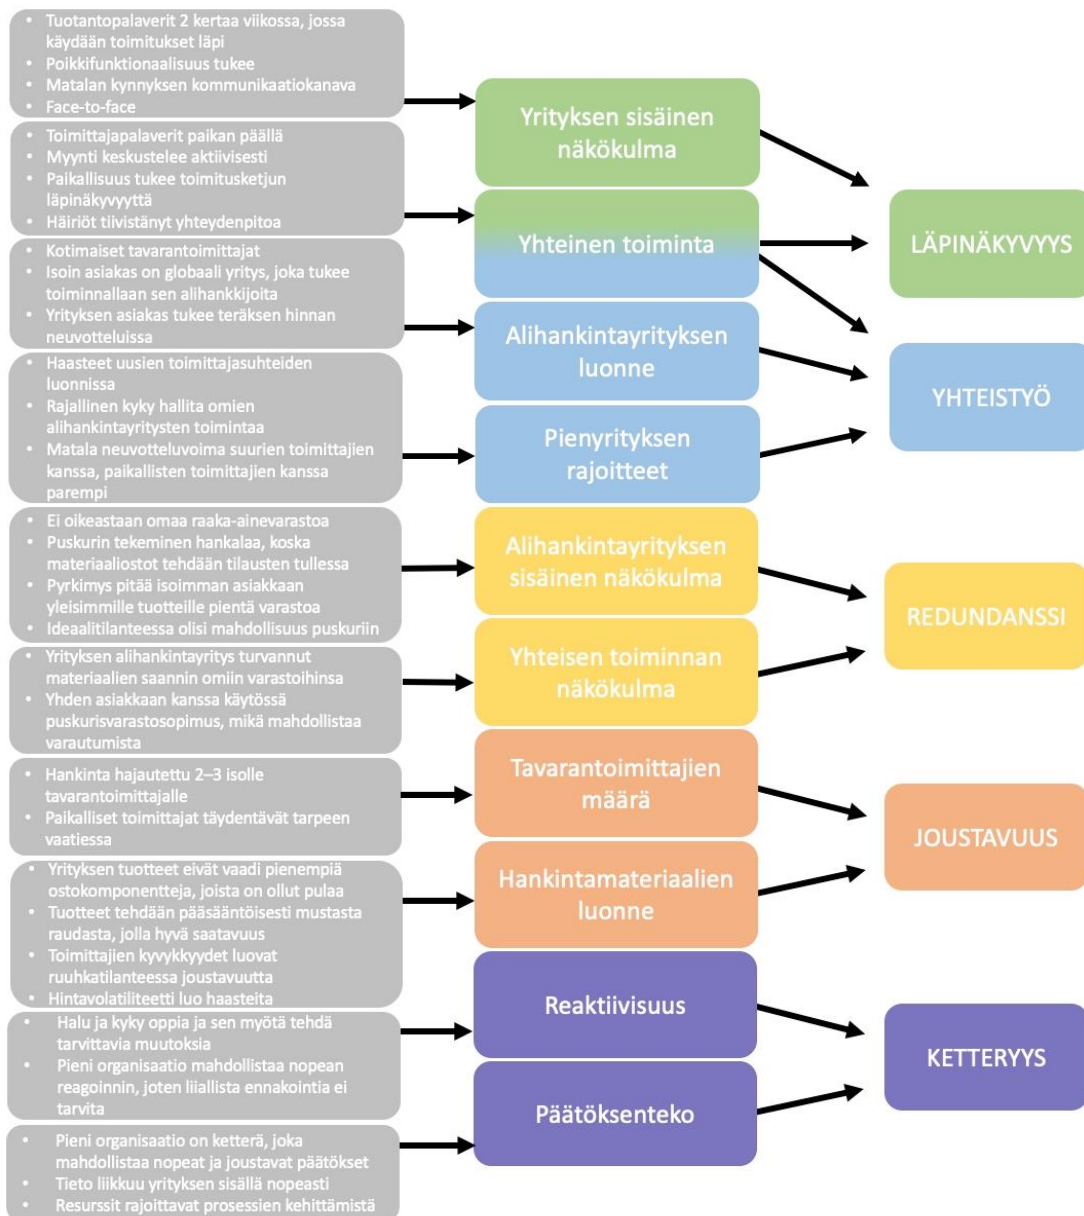 • Tuotantopalaverit 2 kertaa viikossa, jossa
käydään toimitukset läpi
• Poikkifunktionaalisuus tukee
• Matalan kynnyksen kommunikaatiokanava
• Face-to-face
• Toimittajapalaverit paikan päällä
• Myynti keskustelee aktiivisesti
• Paikallisuus tukee toimitusketjun
läpinäkyvyyttä
• Häiriöt tiivistänyt yhteydenpitoa
• Kotimaiset tavarantoimittajat
• Isoin asiakas on globaali yritys, joka tukee
toiminnallaan sen alihankkijoita
• Yrityksen asiakas tukee teräksen hinnan
neuvotteluissa
• Haasteet uusien toimittajasuhteiden
luonnissa
• Rajallinen kyky hallita omien
alihankintayritysten toimintaa
• Matala neuvotteluvoima suurien toimittajien
kanssa, paikallisten toimittajien kanssa
parempi
• Ei oikeastaan omaa raaka-ainevarastoa
• Puskurin tekeminen hankalaa, koska
materiaaliostot tehdään tilausten tullessa
• Pyrkimys pitää isoimman asiakkaan
yleisimmille tuotteille pientä varastoa
• Ideaalitilanteessa olisi mahdollisuus puskuriin
• Yrityksen alihankintayritys turvannut
materiaalien saannin omiin varastoihinsa
• Yhden asiakkaan kanssa käytössä
puskurisvarastosopimus, mikä mahdollistaa
varautumista
• Hankinta hajautettu 2–3 isolle
tavarantoimittajalle
• Paikalliset toimittajat täydentävät tarpeen
vaatiessa
• Yrityksen tuotteet eivät vaadi pienempiä
ostokomponentteja, joista on ollut pulaa
• Tuotteet tehdään pääsääntöisesti mustasta
raudasta, jolla hyvä saatavuus
• Toimittajien kyvykkyydet luovat
ruuhkatilanteessa joustavuutta
• Hintavolatiliteetti luo haasteita
• Halu ja kyky oppia ja sen myötä tehdä
tarvittavia muutoksia
• Pieni organisaatio mahdollistaa nopean
reagoinnin, joten liiallista ennakointia ei
tarvita
• Pieni organisaatio on ketterä, joka
mahdollistaa nopeat ja joustavat päätökset
• Tieto liikkuu yrityksen sisällä nopeasti
• Resurssit rajoittavat prosessien kehittämistä
Yrityksen sisäinen
näkökulma
Yhteinen toiminta
Alihankintayrityksen
luonne
Pienyrityksen
rajoitteet
Alihankintayrityksen
sisäinen näkökulma
Yhteisen toiminnan
näkökulma
Tavarantoimittajien
määrä
Hankintamateriaalien
luonne
Reaktiivisuus
Päätöksenteko
LÄPINÄKYVYYS
YHTEISTYÖ
REDUNDANSSI
JOUSTAVUUS
KETTERYYS